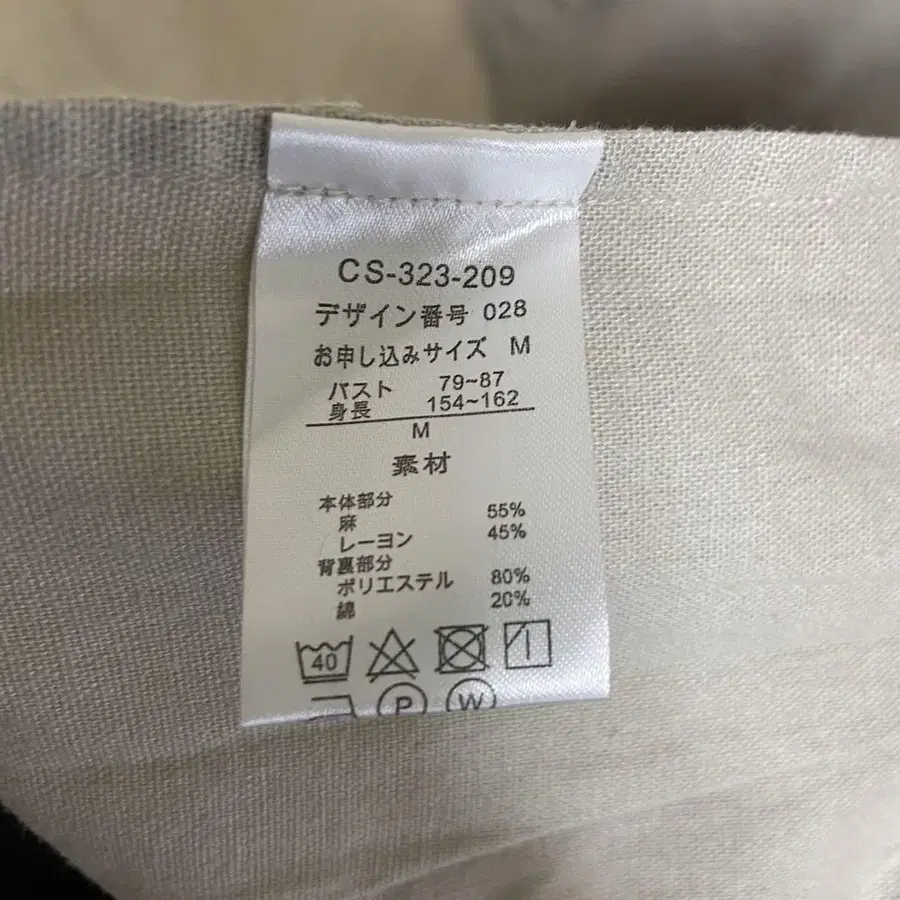 CS-323-209
デザイン番号 028
お申し込みサイズ M
バスト 79~87
身長 154~162
M
素材
本体部分
麻 55%
レーヨン 45%
背裏部分
ポリエステル 80%
綿 20%
40
P W